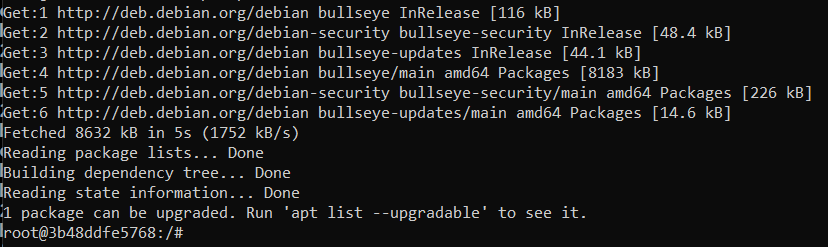 Get:1 http://deb.debian.org/debian bullseye InRelease [116 kB]
Get:2 http://deb.debian.org/debian-security bullseye-security InRelease [48.4 kB]
Get:3 http://deb.debian.org/debian bullseye-updates InRelease [44.1 kB]
Get:4 http://deb.debian.org/debian bullseye/main amd64 Packages [8183 kB]
Get:5 http://deb.debian.org/debian-security bullseye-security/main amd64 Packages [226 kB]
Get:6 http://deb.debian.org/debian bullseye-updates/main amd64 Packages [14.6 kB]
Fetched 8632 kB in 5s (1752 kB/s)
Reading package lists... Done
Building dependency tree... Done
Reading state information... Done
1 package can be upgraded. Run 'apt list --upgradable' to see it.
root@3b48ddfe5768:/#